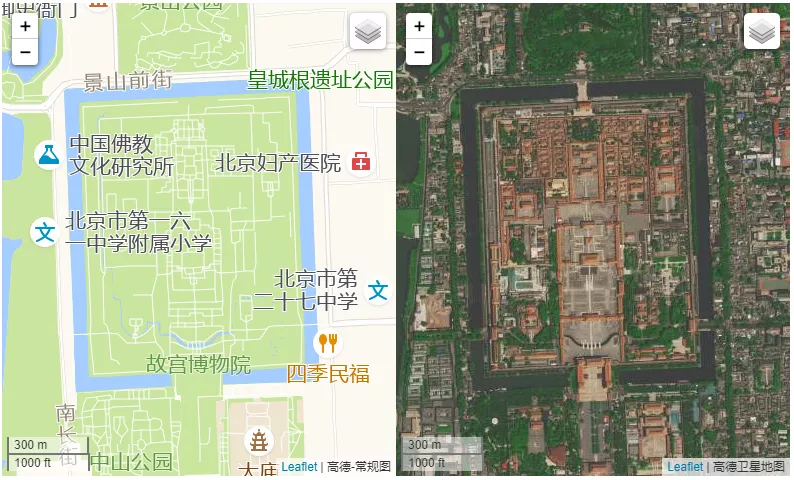 景山公园
+
−
景山前街
皇城根遗址公园
中国佛教
文化研究所
北京妇产医院
北京市第一六
一中学附属小学
文
北京市第
二十七中学
文
故宫博物院
四季民福
南长街
中山公园
太庙
300 m
1000 ft
Leaflet | 高德-常规图
+
−
300 m
1000 ft
Leaflet | 高德卫星地图